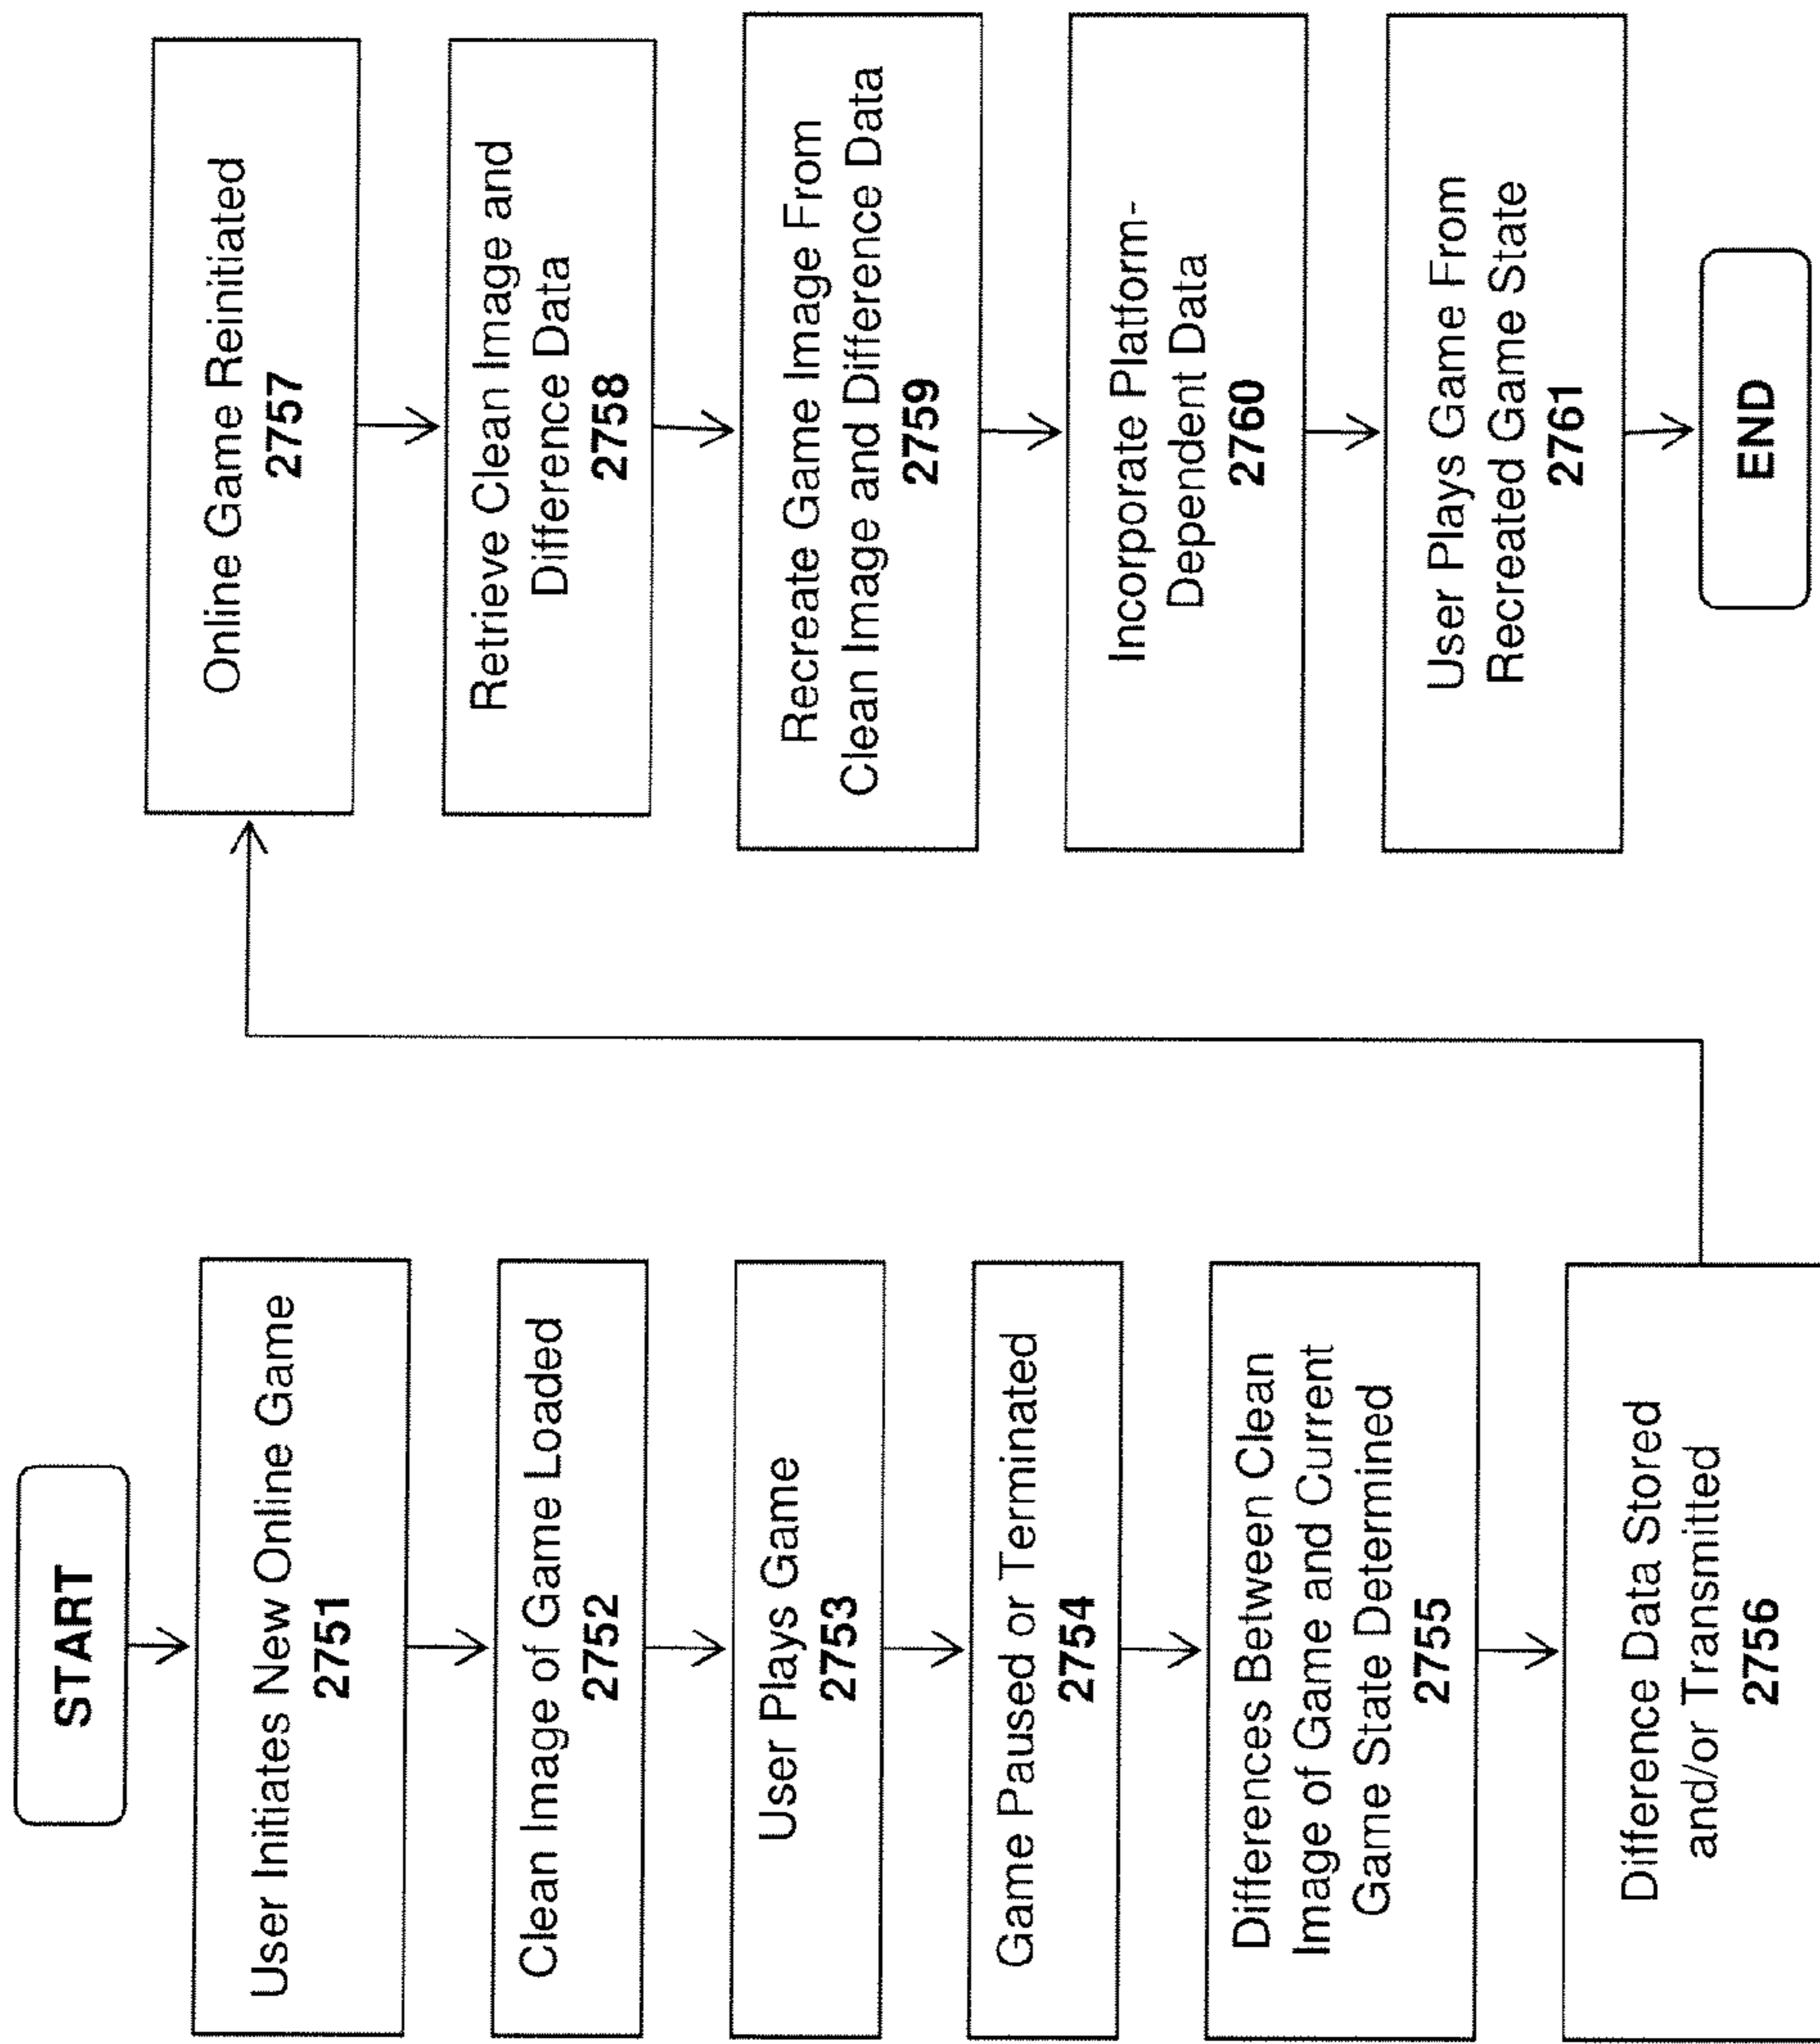 START
User Initiates New Online Game
2751
Clean Image of Game Loaded
2752
User Plays Game
2753
Game Paused or Terminated
2754
Differences Between Clean
Image of Game and Current
Game State Determined
2755
Difference Data Stored
and/or Transmitted
2756
Online Game Reinitiated
2757
Retrieve Clean Image and
Difference Data
2758
Recreate Game Image From
Clean Image and Difference Data
2759
Incorporate Platform-
Dependent Data
2760
User Plays Game From
Recreated Game State
2761
END